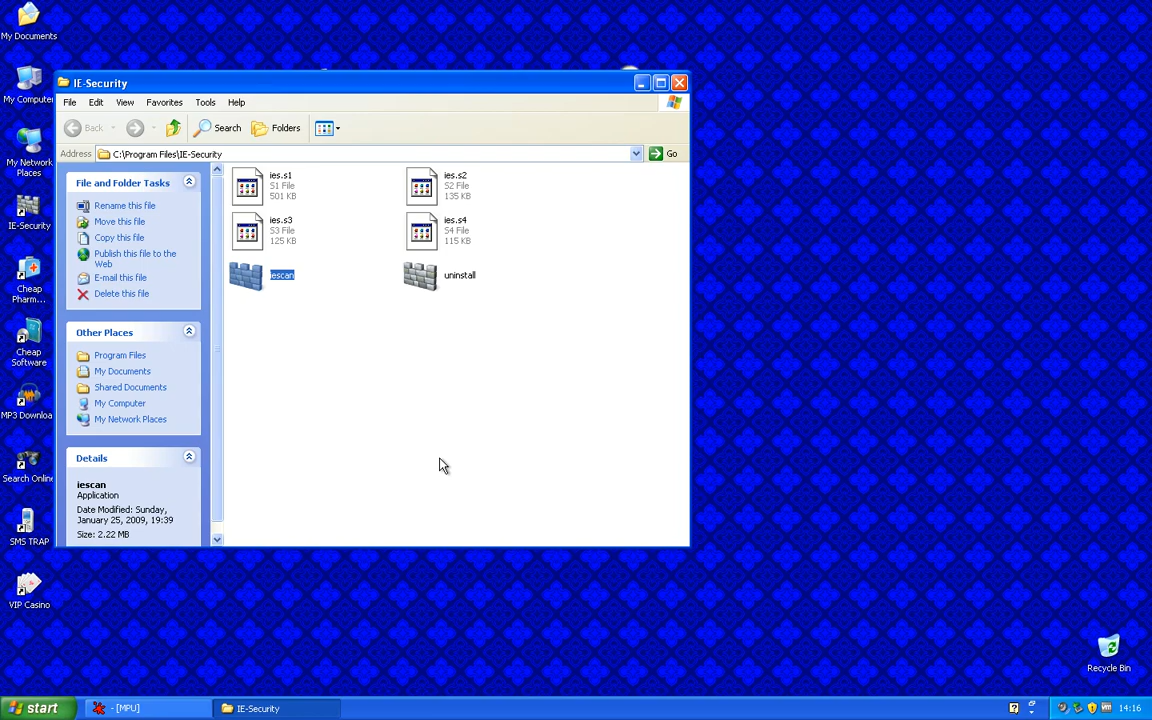 My Documents
My Computer
My Network
Places
IE-Security
Cheap
Pharm...
Cheap
Software
MP3 Downloa
Search Online
SMS TRAP
VIP Casino
IE-Security
File Edit View Favorites Tools Help
Back Search Folders
Address C:\Program Files\IE-Security Go
File and Folder Tasks
Rename this file
Move this file
Copy this file
Publish this file to the
Web
E-mail this file
Delete this file
Other Places
Program Files
My Documents
Shared Documents
My Computer
My Network Places
Details
iescan
Application
Date Modified: Sunday,
January 25, 2009, 19:39
Size: 2.22 MB
ies.s1
S1 File
501 KB
ies.s2
S2 File
135 KB
ies.s3
S3 File
125 KB
ies.s4
S4 File
115 KB
iescan
uninstall
Recycle Bin
start - [MPU] IE-Security 14:16